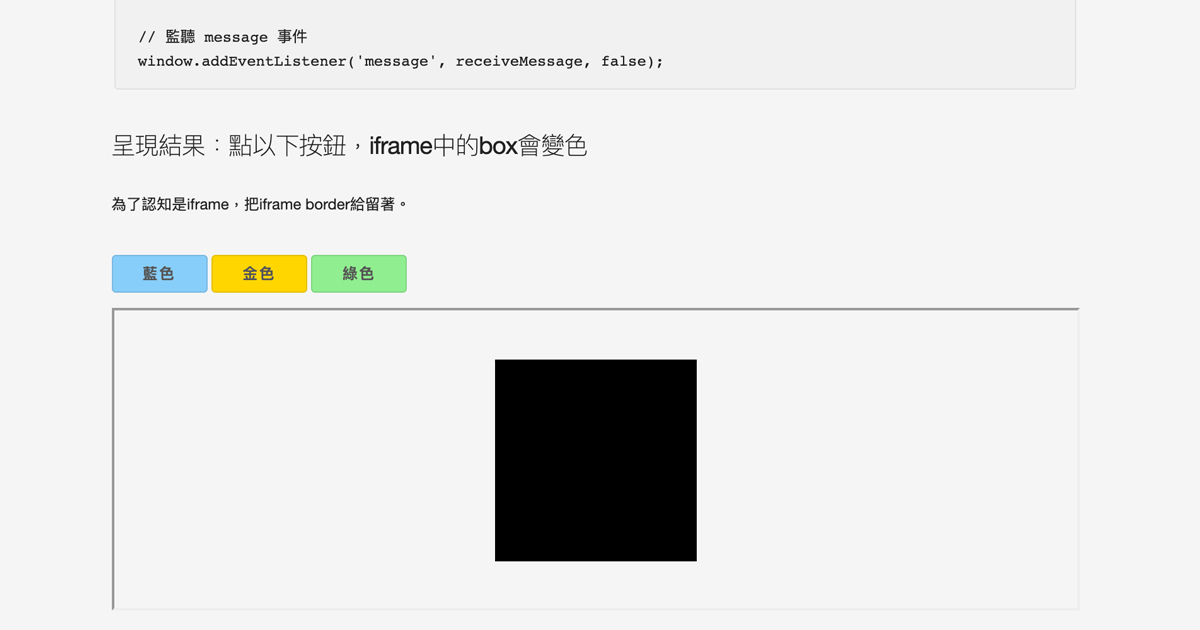 // 監聽 message 事件
window.addEventListener('message', receiveMessage, false);
呈現結果：點以下按鈕，iframe中的box會變色
為了認知是iframe，把iframe border給留著。
藍色 金色 綠色